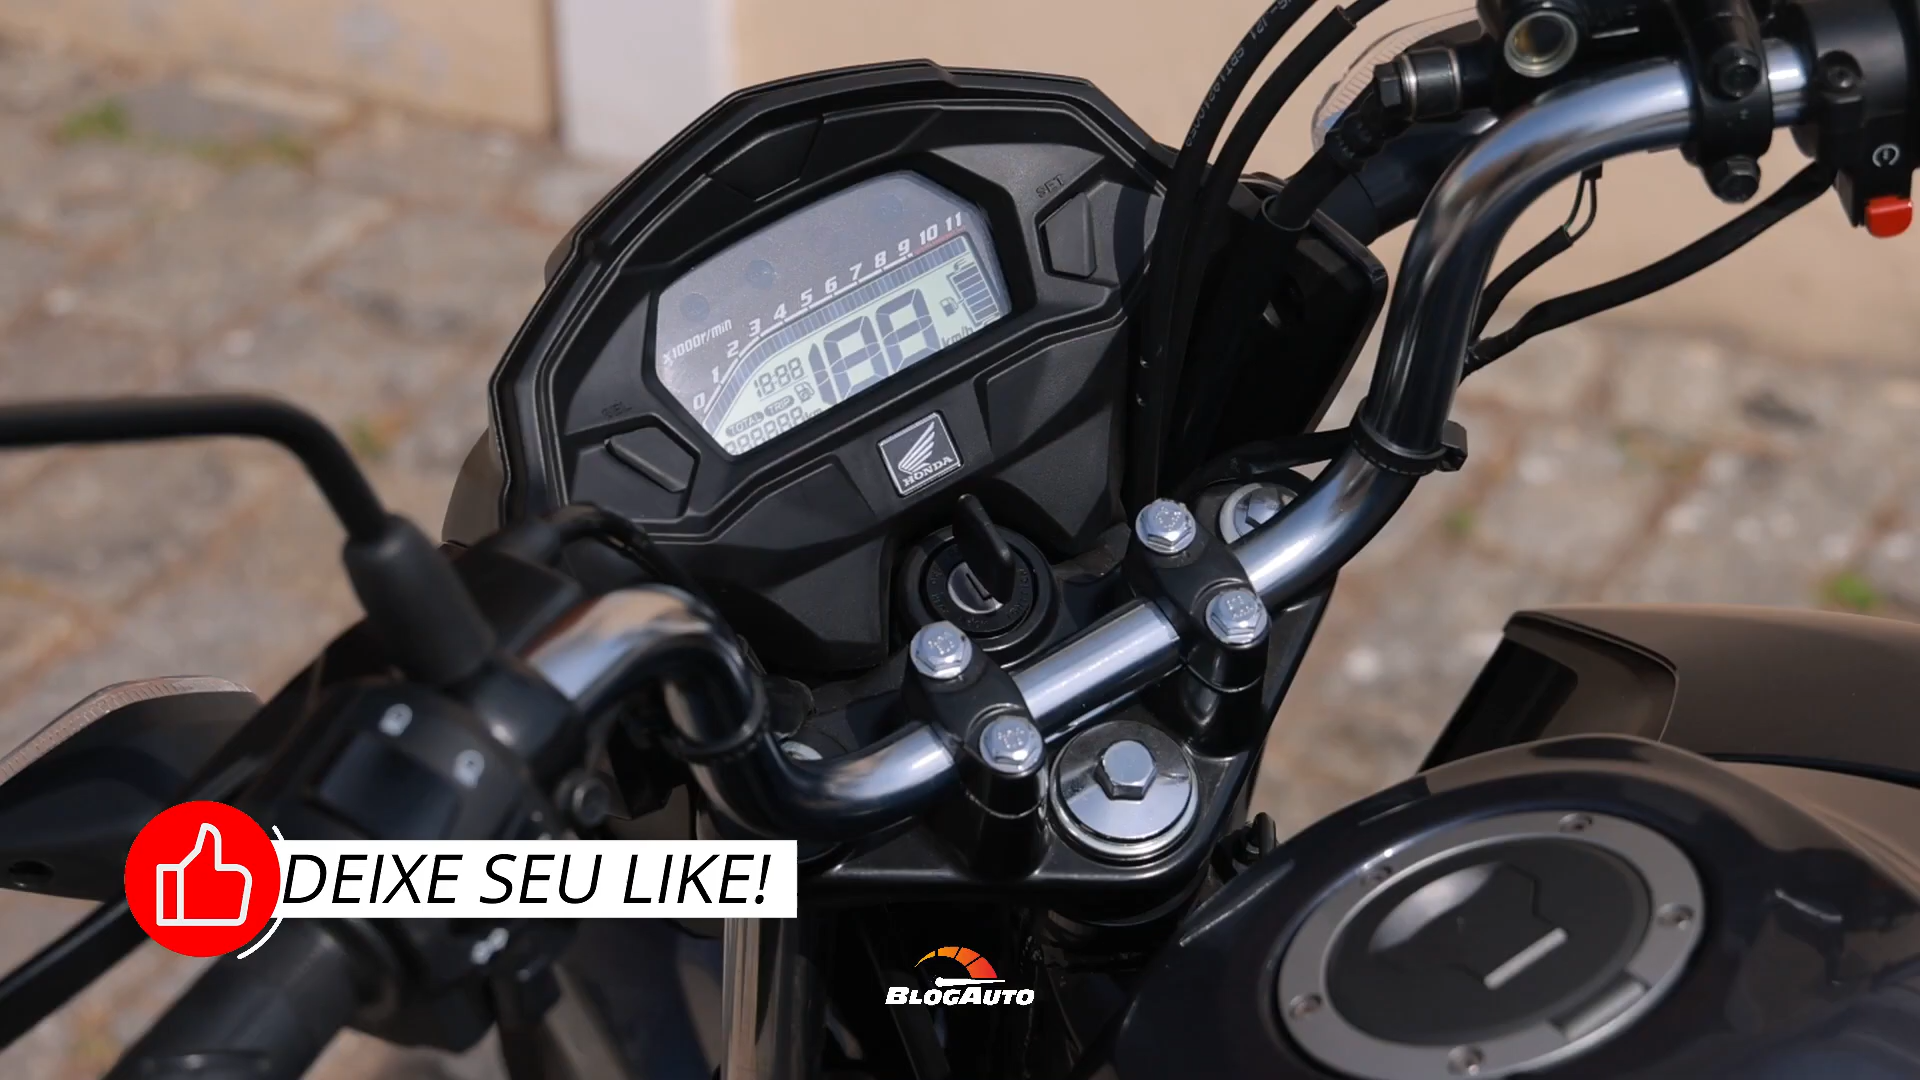 SET
x1000r/min
0 1 2 3 4 5 6 7 8 9 10 11
F
188
km/h
18:88
TOTAL TRIP
888888 km
SEL
HONDA
DEIXE SEU LIKE!
BLOGAUTO